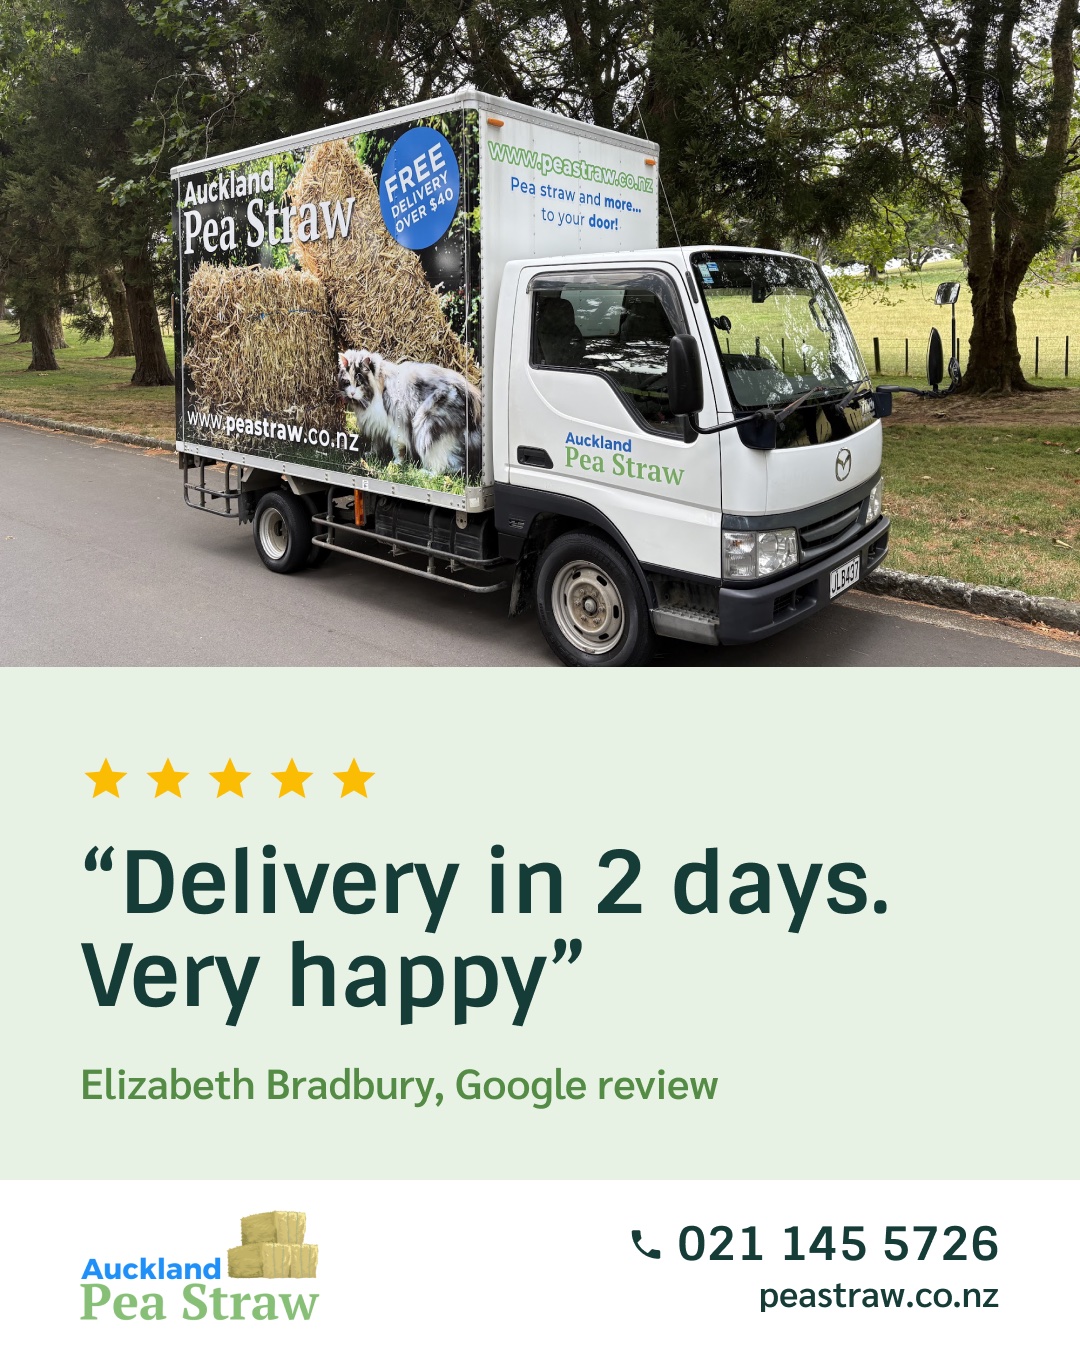 Auckland
Pea Straw
FREE
DELIVERY
OVER $40
www.peastraw.co.nz
www.peastraw.co.nz
Pea straw and more...
to your door!
Auckland
Pea Straw
JLB437
“Delivery in 2 days.
Very happy”
Elizabeth Bradbury, Google review
Auckland
Pea Straw
021 145 5726
peastraw.co.nz